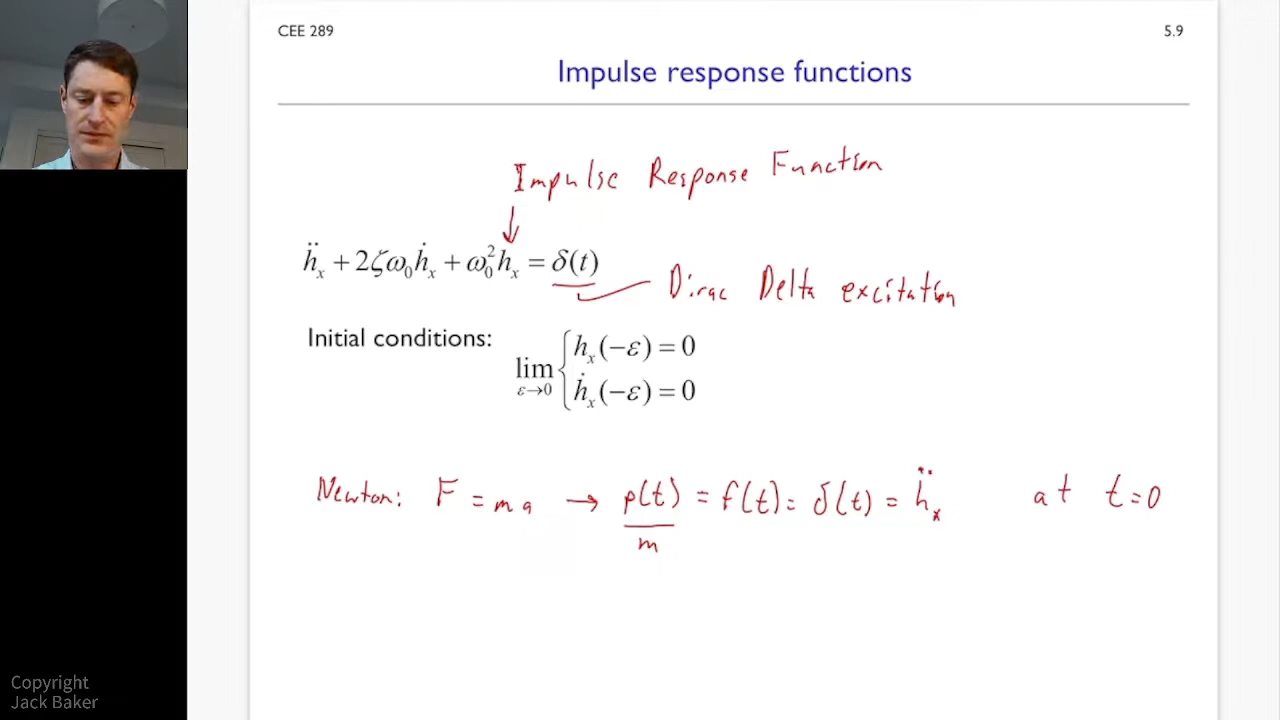 CEE 289
5.9
Impulse response functions
Impulse Response Function
ḧₓ + 2ζω₀ḣₓ + ω₀²hₓ = δ(t)
Dirac Delta excitation
Initial conditions:
lim ε→0 { hₓ(−ε) = 0
ḣₓ(−ε) = 0
Newton: F = ma → p(t)/m = f(t) = δ(t) = ḧₓ at t=0
Copyright
Jack Baker